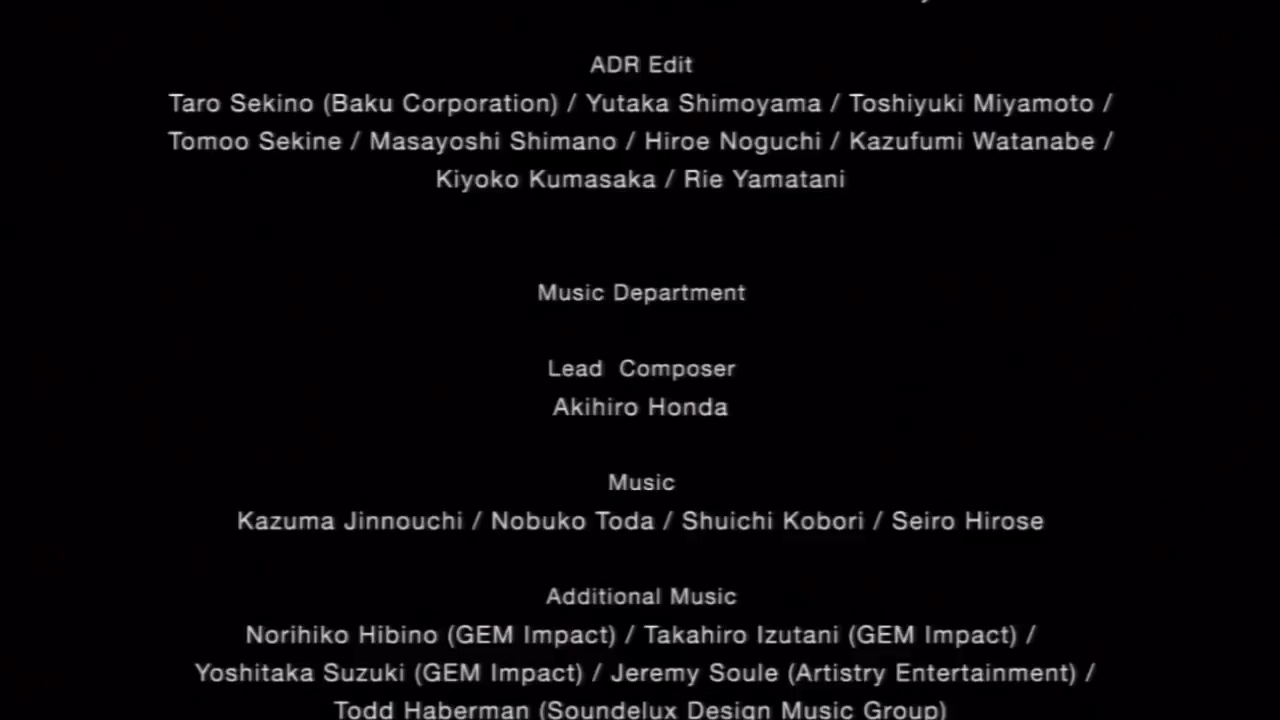 ADR Edit
Taro Sekino (Baku Corporation) / Yutaka Shimoyama / Toshiyuki Miyamoto /
Tomoo Sekine / Masayoshi Shimano / Hiroe Noguchi / Kazufumi Watanabe /
Kiyoko Kumasaka / Rie Yamatani
Music Department
Lead Composer
Akihiro Honda
Music
Kazuma Jinnouchi / Nobuko Toda / Shuichi Kobori / Seiro Hirose
Additional Music
Norihiko Hibino (GEM Impact) / Takahiro Izutani (GEM Impact) /
Yoshitaka Suzuki (GEM Impact) / Jeremy Soule (Artistry Entertainment) /
Todd Haberman (Soundelux Design Music Group)